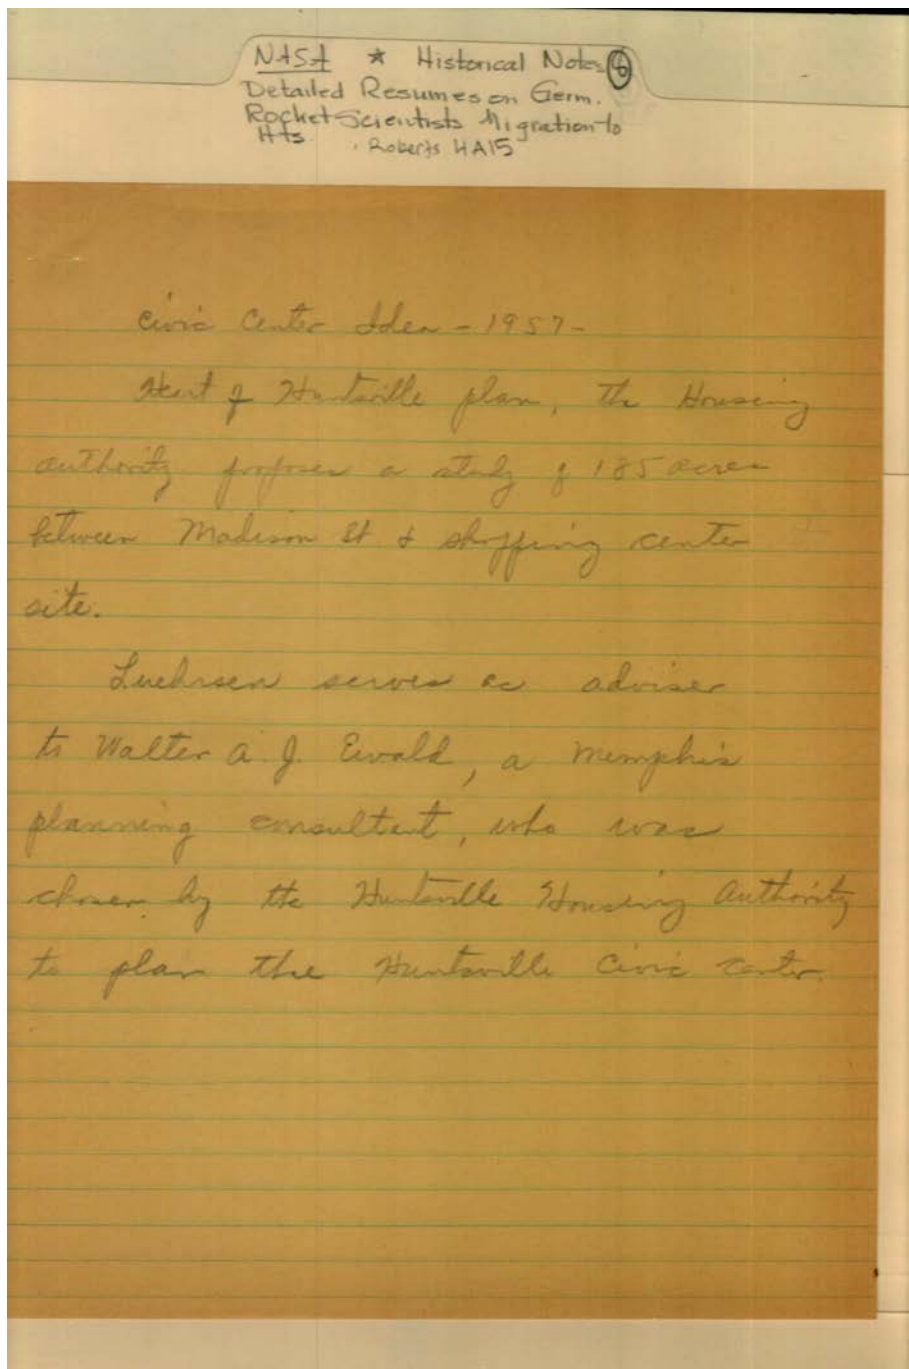 NASA * Historical Notes 6
Detailed Resumes on Germ.
Rocket Scientists Migration to
Hts.
Roberts HA15
Civic Center Idea - 1957 -
Heart of Huntsville plan, the Housing
authority proposes a study of 185 acres
between Madison St & shopping center
site.
Luehrsen serves as adviser
to Walter A. J. Ewald, a Memphis
planning consultant, who was
chosen by the Huntsville Housing Authority
to plan the Huntsville Civic Center.